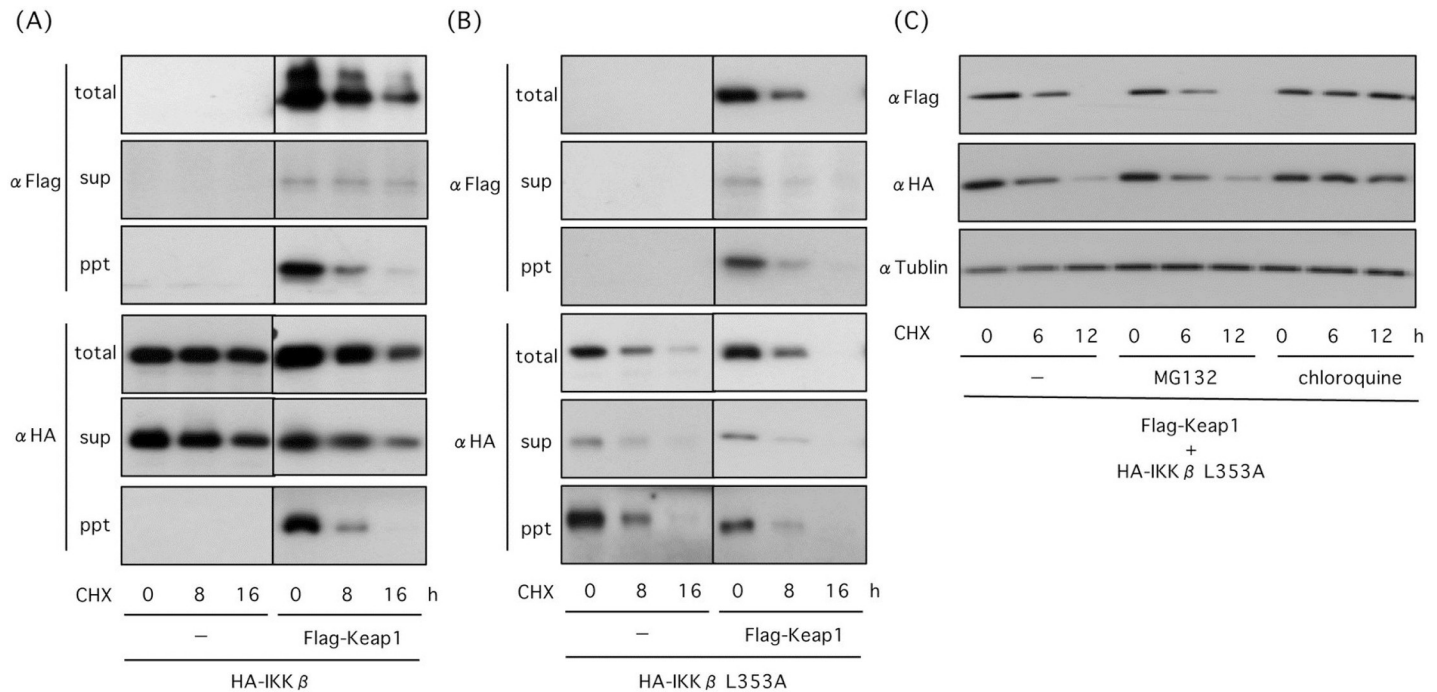 (A)
total
α Flag
sup
ppt
total
α HA
sup
ppt
CHX 0 8 16 0 8 16 h
— Flag-Keap1
HA-IKK β
(B)
total
α Flag
sup
ppt
total
α HA
sup
ppt
CHX 0 8 16 0 8 16 h
— Flag-Keap1
HA-IKK β L353A
(C)
α Flag
α HA
α Tublin
CHX 0 6 12 0 6 12 0 6 12 h
— MG132 chloroquine
Flag-Keap1
+
HA-IKK β L353A